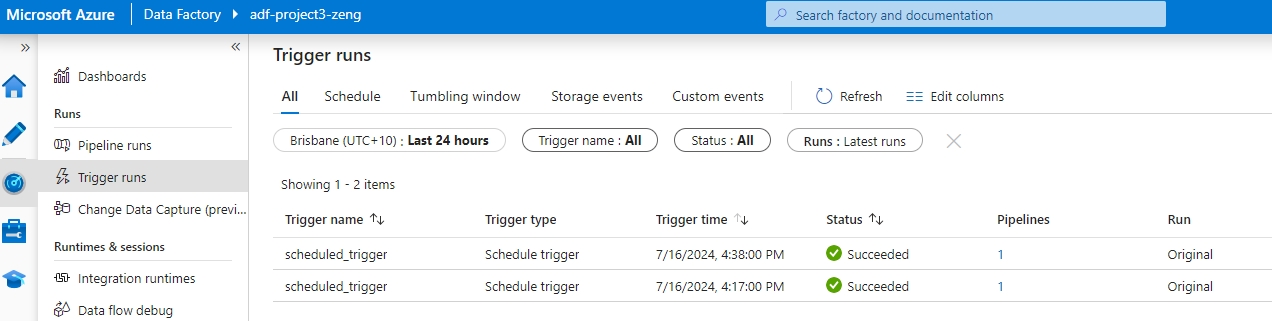 Microsoft Azure Data Factory adf-project3-zeng Search factory and documentation
Dashboards
Runs
Pipeline runs
Trigger runs
Change Data Capture (previ...
Runtimes & sessions
Integration runtimes
Data flow debug
Trigger runs
All Schedule Tumbling window Storage events Custom events Refresh Edit columns
Brisbane (UTC+10) : Last 24 hours Trigger name : All Status : All Runs : Latest runs
Showing 1 - 2 items
Trigger name Trigger type Trigger time Status Pipelines Run
scheduled_trigger Schedule trigger 7/16/2024, 4:38:00 PM Succeeded 1 Original
scheduled_trigger Schedule trigger 7/16/2024, 4:17:00 PM Succeeded 1 Original